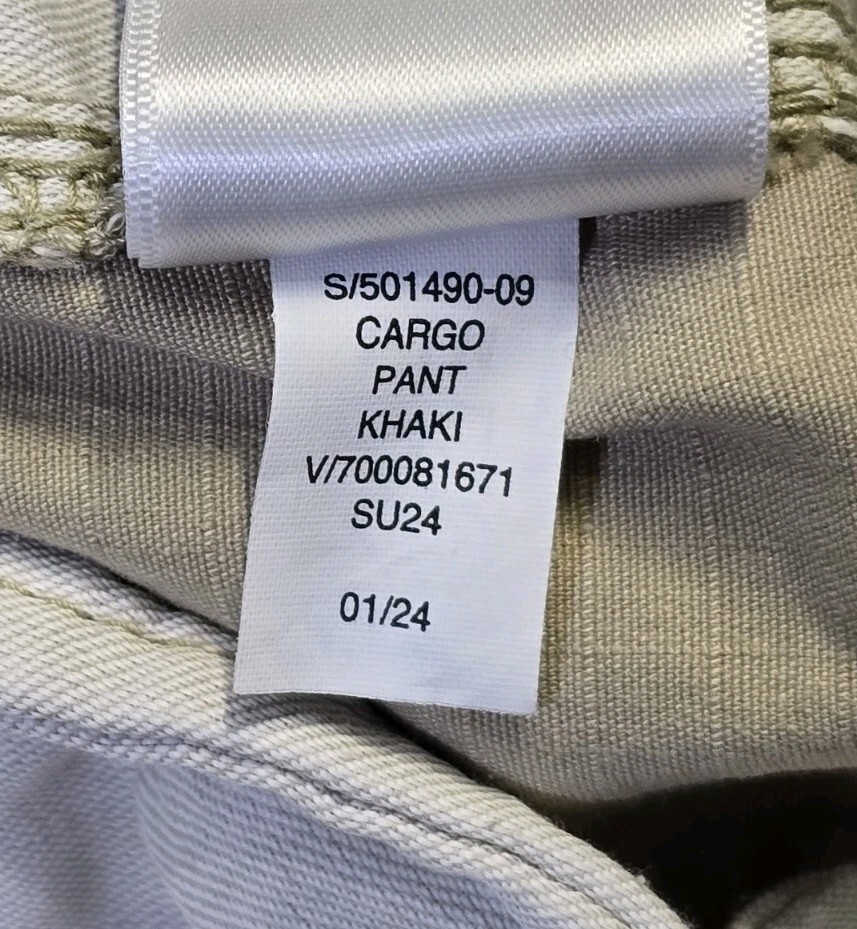 S/501490-09
CARGO
PANT
KHAKI
V/700081671
SU24
01/24